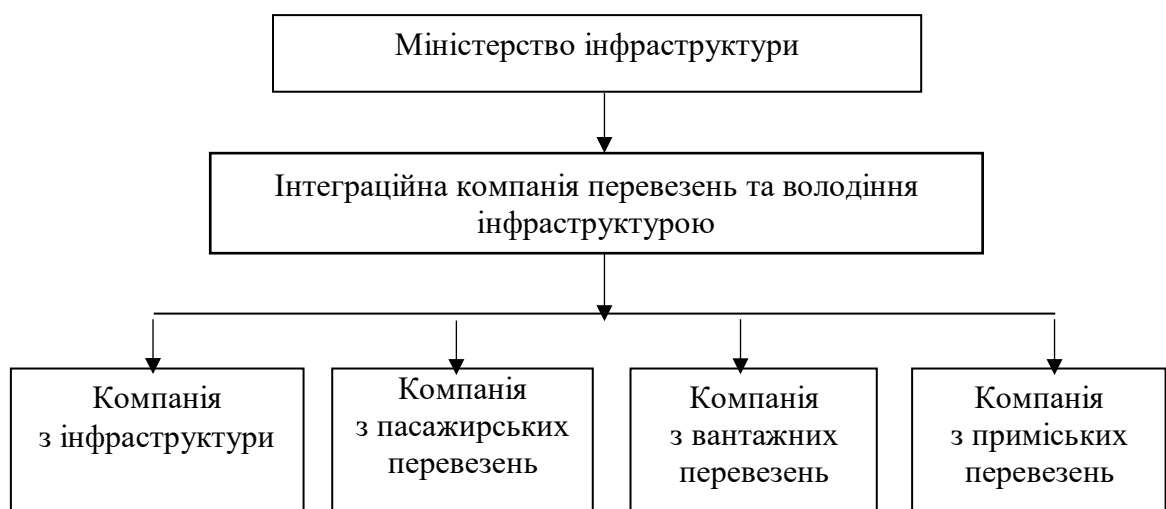 Міністерство інфраструктури
Інтеграційна компанія перевезень та володіння
інфраструктурою
Компанія
з інфраструктури
Компанія
з пасажирських
перевезень
Компанія
з вантажних
перевезень
Компанія
з приміських
перевезень